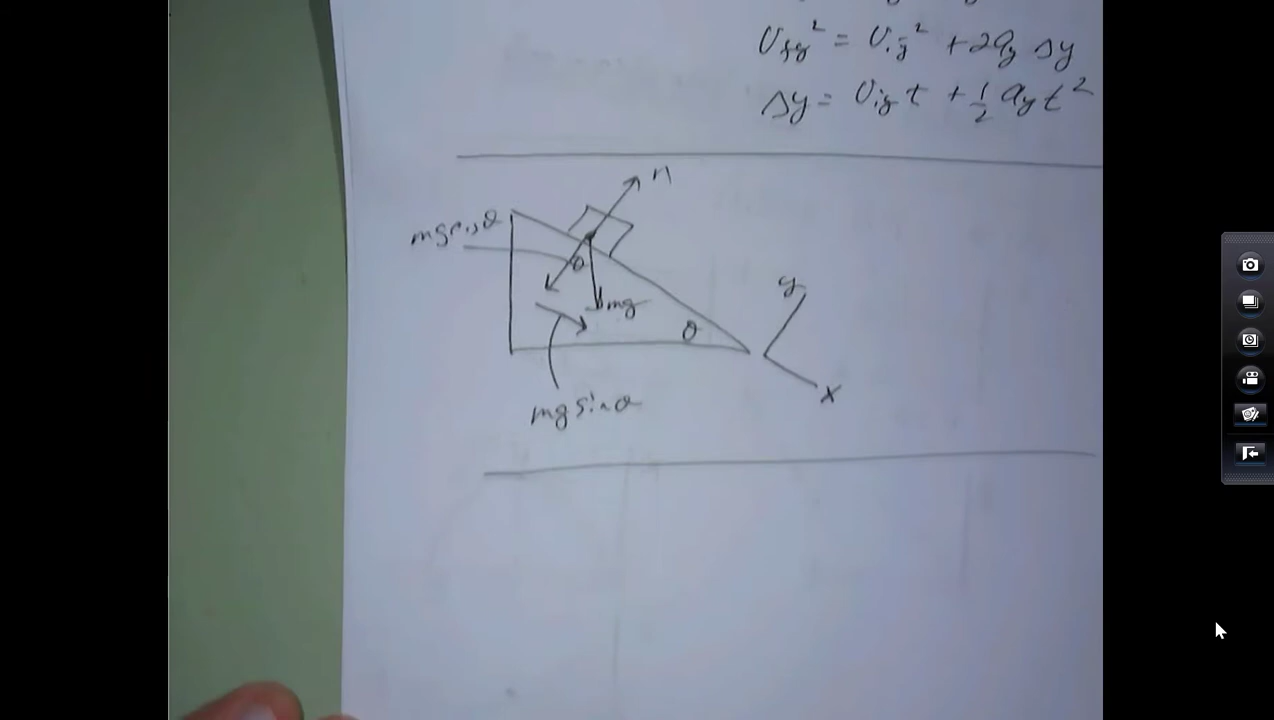 v_fy² = v_iy² + 2a_y Δy
Δy = v_iy t + ½ a_y t²
n
mg cos θ
θ
mg
θ
y
x
mg sin θ